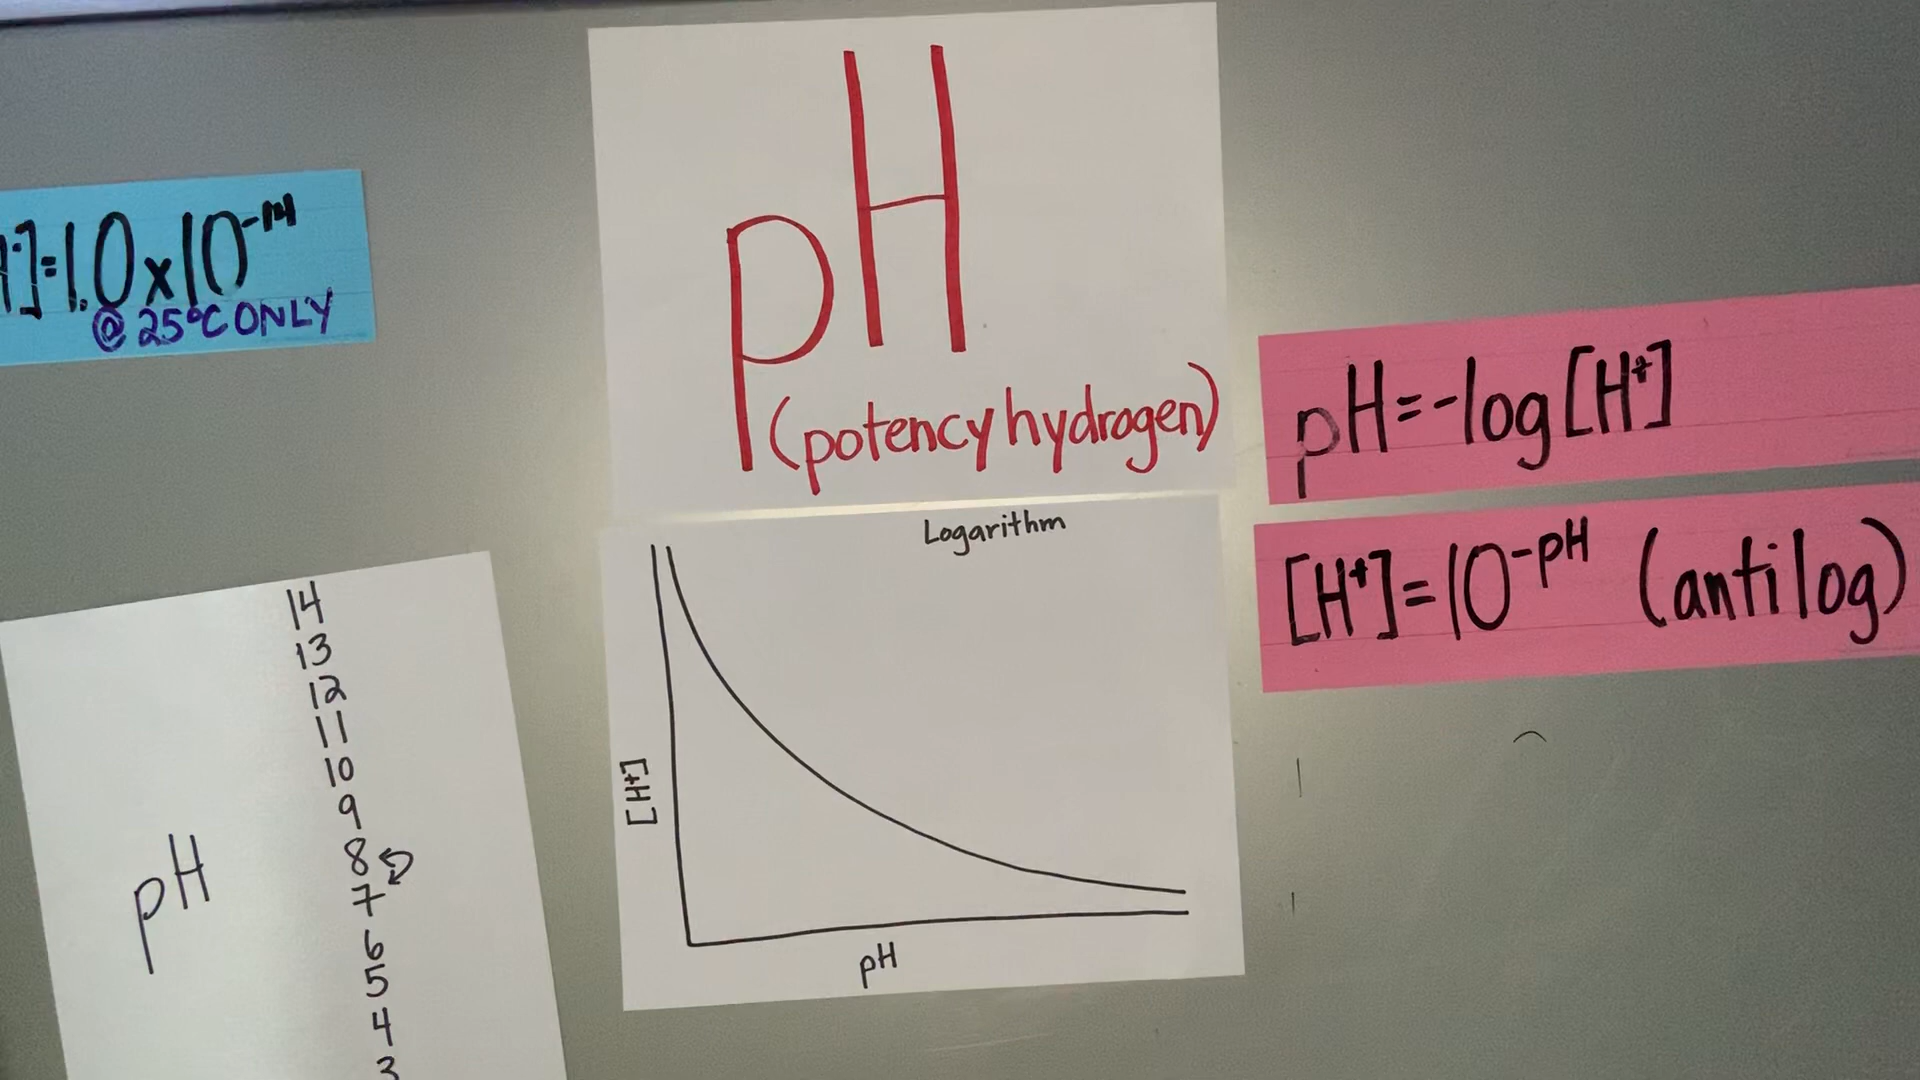 ]=1.0x10⁻¹⁴
@ 25°C ONLY
pH
(potency hydrogen)
pH=-log[H⁺]
[H⁺]=10⁻ᵖᴴ (antilog)
Logarithm
[H⁺]
pH
14
13
12
11
10
9
8
7
6
5
4
3
pH